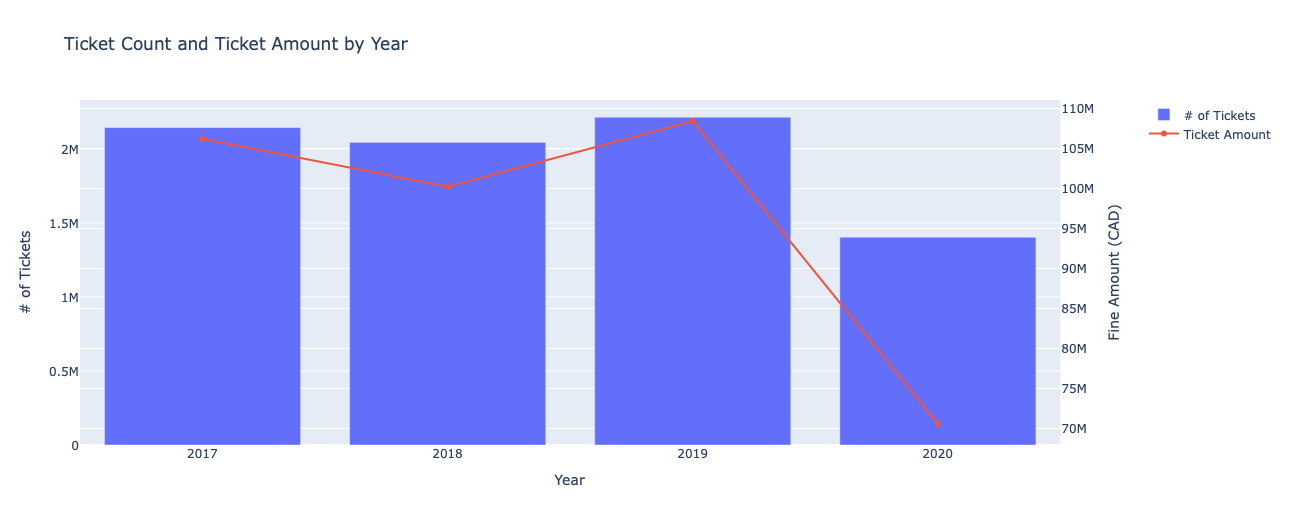 Ticket Count and Ticket Amount by Year
# of Tickets
Ticket Amount
2M
1.5M
1M
0.5M
0
# of Tickets
110M
105M
100M
95M
90M
85M
80M
75M
70M
Fine Amount (CAD)
2017 2018 2019 2020
Year